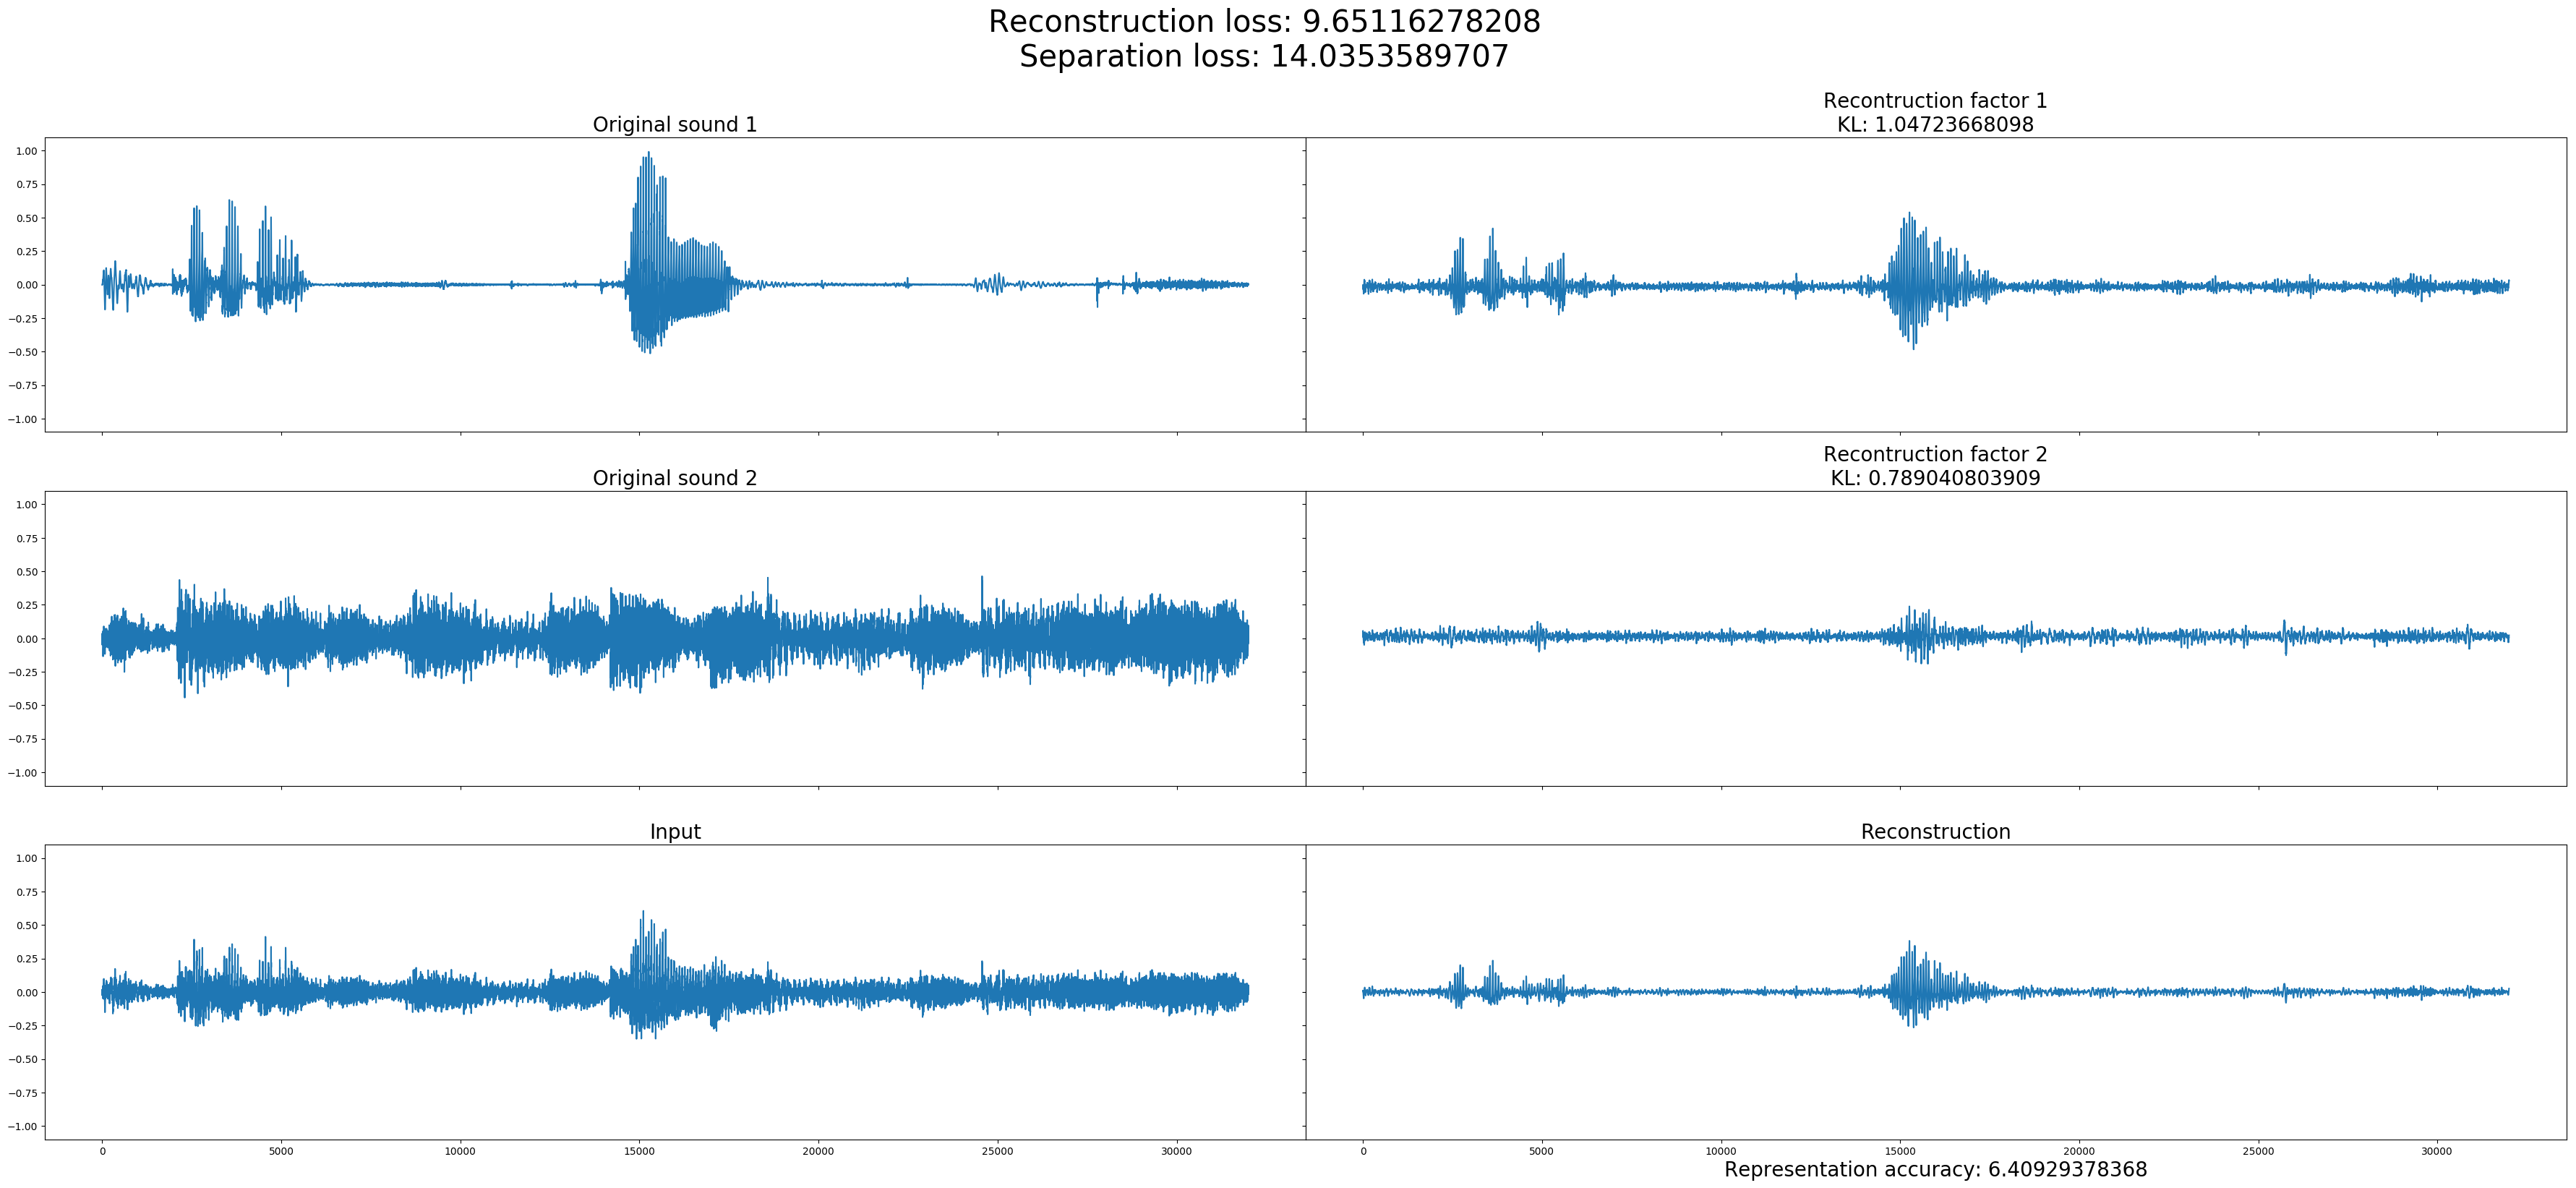 Reconstruction loss: 9.65116278208
Separation loss: 14.0353589707
Original sound 1
Recontruction factor 1
KL: 1.04723668098
1.00
0.75
0.50
0.25
0.00
−0.25
−0.50
−0.75
−1.00
Original sound 2
Recontruction factor 2
KL: 0.789040803909
1.00
0.75
0.50
0.25
0.00
−0.25
−0.50
−0.75
−1.00
Input
Reconstruction
1.00
0.75
0.50
0.25
0.00
−0.25
−0.50
−0.75
−1.00
0 5000 10000 15000 20000 25000 30000
0 5000 10000 15000 20000 25000 30000
Representation accuracy: 6.40929378368